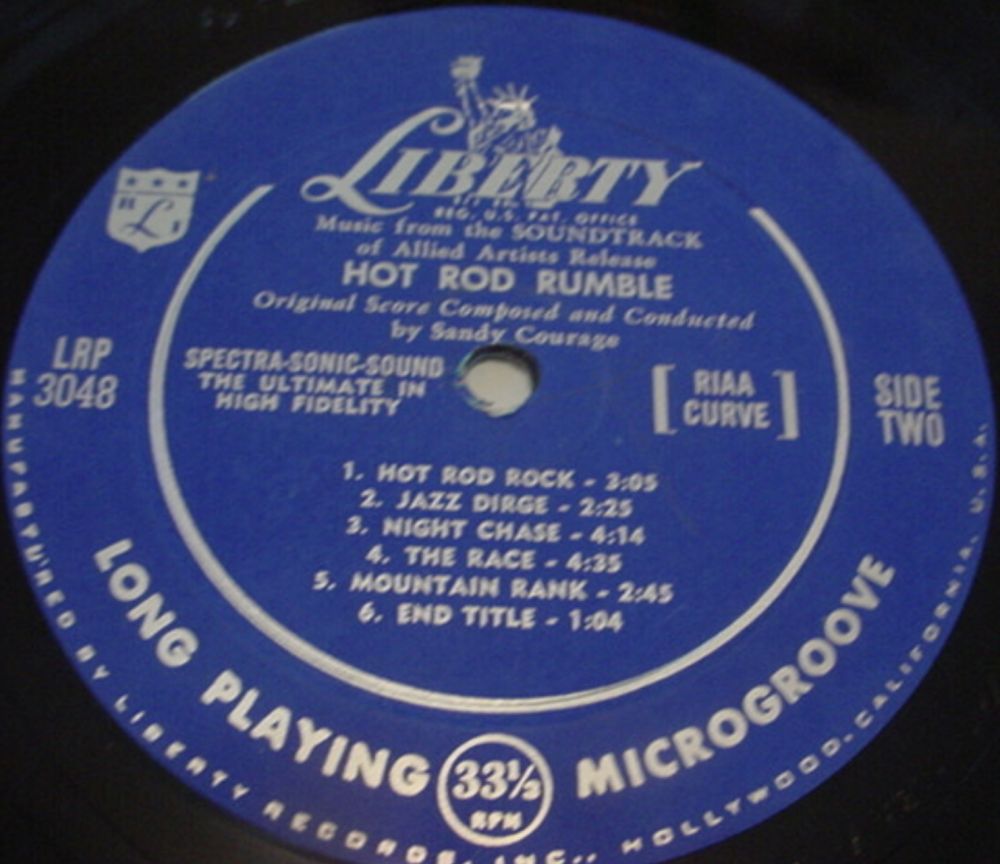 LIBERTY
REG. U.S. PAT. OFFICE
Music from the SOUNDTRACK
of Allied Artists Release
HOT ROD RUMBLE
Original Score Composed and Conducted
by Sandy Courage
LRP
3048
SPECTRA-SONIC-SOUND
THE ULTIMATE IN
HIGH FIDELITY
[ RIAA
CURVE ]
SIDE
TWO
1. HOT ROD ROCK - 3:05
2. JAZZ DIRGE - 2:25
3. NIGHT CHASE - 4:14
4. THE RACE - 4:35
5. MOUNTAIN RANK - 2:45
6. END TITLE - 1:04
LONG PLAYING 33⅓ RPM MICROGROOVE
MANUFACTURED BY LIBERTY RECORDS, INC., HOLLYWOOD, CALIFORNIA, U.S.A.